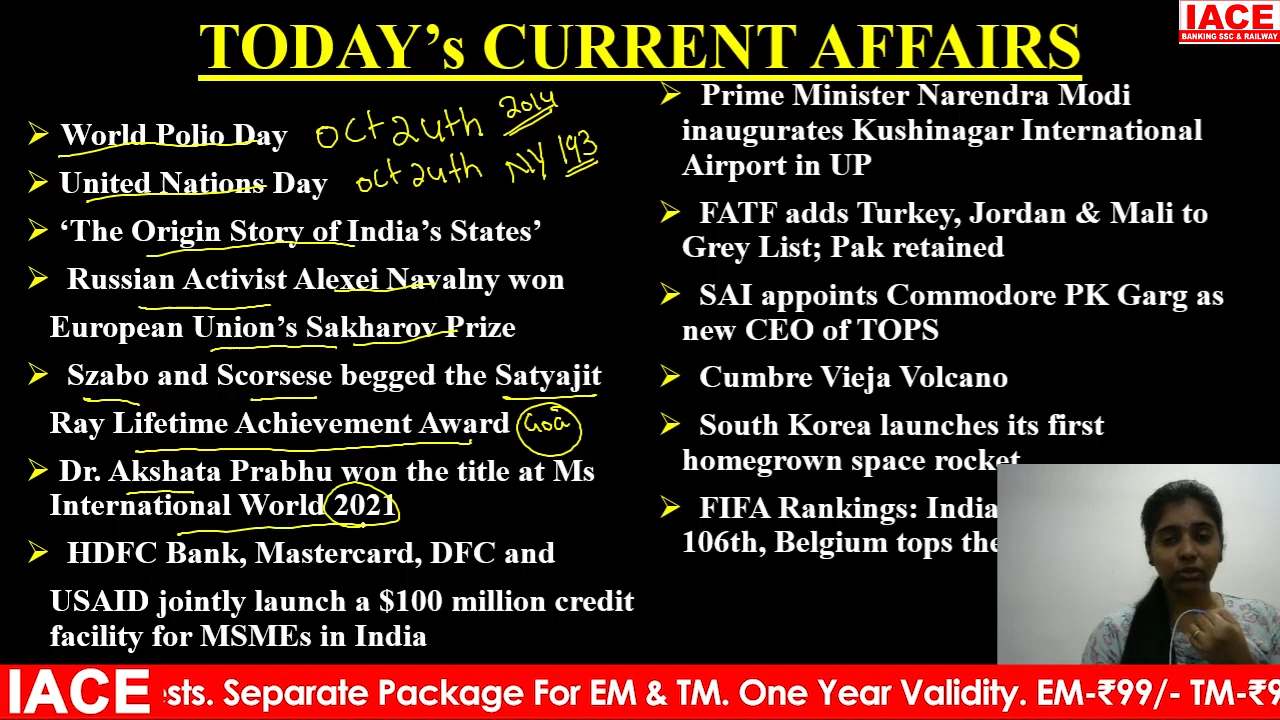 TODAY's CURRENT AFFAIRS
IACE
BANKING SSC & RAILWAY
➤ World Polio Day Oct 24th 2014
➤ United Nations Day Oct 24th NY 193
➤ ‘The Origin Story of India’s States’
➤ Russian Activist Alexei Navalny won
European Union’s Sakharov Prize
➤ Szabo and Scorsese begged the Satyajit
Ray Lifetime Achievement Award Goa
➤ Dr. Akshata Prabhu won the title at Ms
International World 2021
➤ HDFC Bank, Mastercard, DFC and
USAID jointly launch a $100 million credit
facility for MSMEs in India
➤ Prime Minister Narendra Modi
inaugurates Kushinagar International
Airport in UP
➤ FATF adds Turkey, Jordan & Mali to
Grey List; Pak retained
➤ SAI appoints Commodore PK Garg as
new CEO of TOPS
➤ Cumbre Vieja Volcano
➤ South Korea launches its first
homegrown space rocket
➤ FIFA Rankings: India
106th, Belgium tops the
IACE ests. Separate Package For EM & TM. One Year Validity. EM-₹99/- TM-₹9